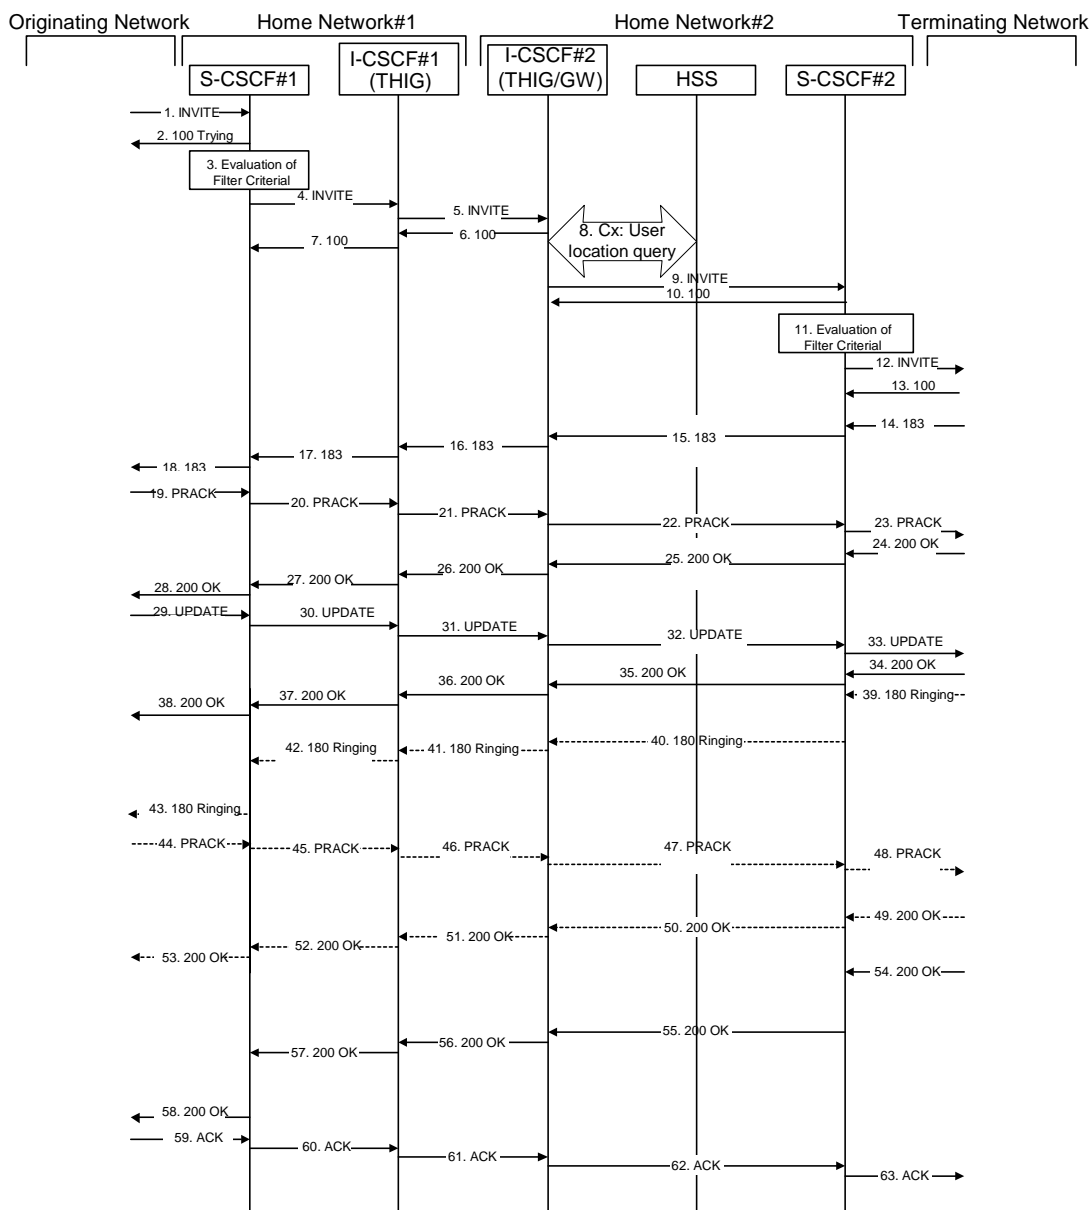 Originating Network
Home Network#1
Home Network#2
Terminating Network
S-CSCF#1
I-CSCF#1
(THIG)
I-CSCF#2
(THIG/GW)
HSS
S-CSCF#2
1. INVITE
2. 100 Trying
3. Evaluation of
Filter Criterial
4. INVITE
5. INVITE
6. 100
7. 100
8. Cx: User
location query
9. INVITE
10. 100
11. Evaluation of
Filter Criterial
12. INVITE
13. 100
14. 183
15. 183
16. 183
17. 183
18. 183
19. PRACK
20. PRACK
21. PRACK
22. PRACK
23. PRACK
24. 200 OK
25. 200 OK
26. 200 OK
27. 200 OK
28. 200 OK
29. UPDATE
30. UPDATE
31. UPDATE
32. UPDATE
33. UPDATE
34. 200 OK
35. 200 OK
36. 200 OK
37. 200 OK
38. 200 OK
39. 180 Ringing
40. 180 Ringing
41. 180 Ringing
42. 180 Ringing
43. 180 Ringing
44. PRACK
45. PRACK
46. PRACK
47. PRACK
48. PRACK
49. 200 OK
50. 200 OK
51. 200 OK
52. 200 OK
53. 200 OK
54. 200 OK
55. 200 OK
56. 200 OK
57. 200 OK
58. 200 OK
59. ACK
60. ACK
61. ACK
62. ACK
63. ACK